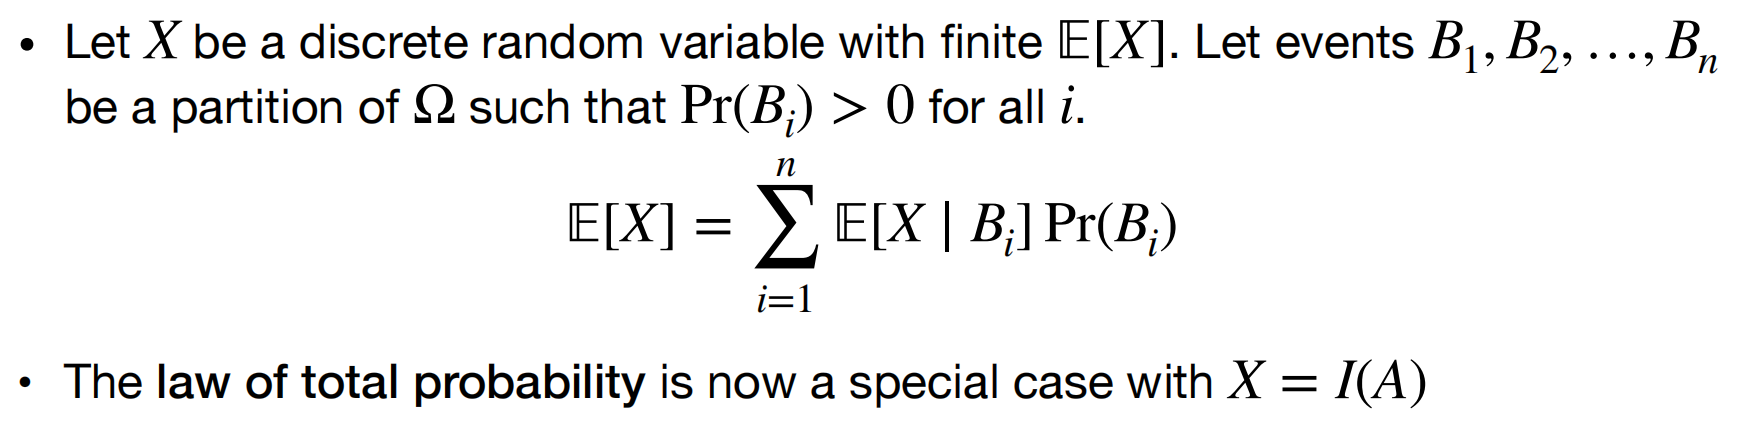 • Let X be a discrete random variable with finite 𝔼[X]. Let events B₁, B₂, …, Bₙ
be a partition of Ω such that Pr(Bᵢ) > 0 for all i.
𝔼[X] = ∑ᵢ₌₁ⁿ 𝔼[X | Bᵢ] Pr(Bᵢ)
• The law of total probability is now a special case with X = I(A)